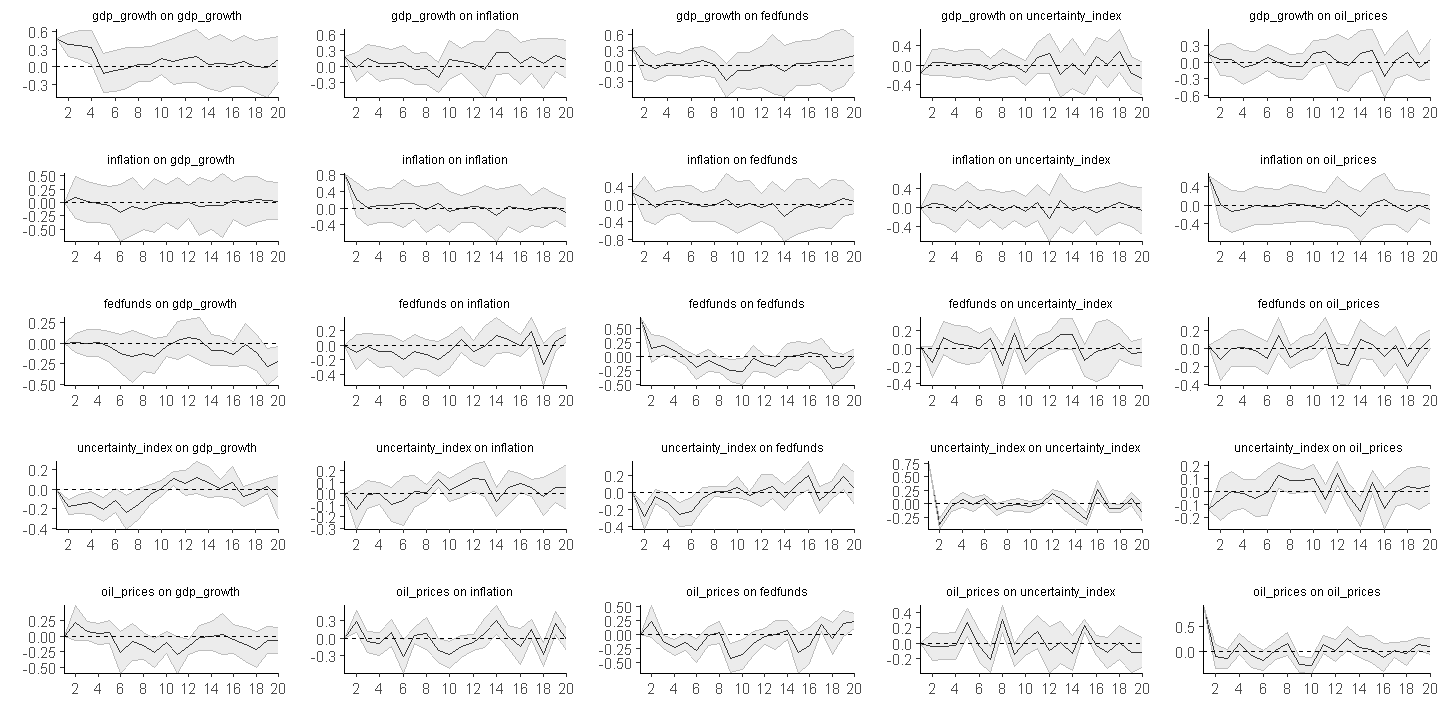 gdp_growth on gdp_growth
0.6
0.3
0.0
-0.3
2 4 6 8 10 12 14 16 18 20
gdp_growth on inflation
0.6
0.3
0.0
-0.3
2 4 6 8 10 12 14 16 18 20
gdp_growth on fedfunds
0.6
0.3
0.0
-0.3
2 4 6 8 10 12 14 16 18 20
gdp_growth on uncertainty_index
0.4
0.0
-0.4
2 4 6 8 10 12 14 16 18 20
gdp_growth on oil_prices
0.3
0.0
-0.3
-0.6
2 4 6 8 10 12 14 16 18 20
inflation on gdp_growth
0.50
0.25
0.00
-0.25
-0.50
2 4 6 8 10 12 14 16 18 20
inflation on inflation
0.8
0.4
0.0
-0.4
2 4 6 8 10 12 14 16 18 20
inflation on fedfunds
0.4
0.0
-0.4
-0.8
2 4 6 8 10 12 14 16 18 20
inflation on uncertainty_index
0.4
0.0
-0.4
2 4 6 8 10 12 14 16 18 20
inflation on oil_prices
0.4
0.0
-0.4
2 4 6 8 10 12 14 16 18 20
fedfunds on gdp_growth
0.25
0.00
-0.25
-0.50
2 4 6 8 10 12 14 16 18 20
fedfunds on inflation
0.2
0.0
-0.2
-0.4
2 4 6 8 10 12 14 16 18 20
fedfunds on fedfunds
0.50
0.25
0.00
-0.25
-0.50
2 4 6 8 10 12 14 16 18 20
fedfunds on uncertainty_index
0.2
0.0
-0.2
-0.4
2 4 6 8 10 12 14 16 18 20
fedfunds on oil_prices
0.2
0.0
-0.2
-0.4
2 4 6 8 10 12 14 16 18 20
uncertainty_index on gdp_growth
0.2
0.0
-0.2
-0.4
2 4 6 8 10 12 14 16 18 20
uncertainty_index on inflation
0.2
0.1
0.0
-0.1
-0.2
-0.3
2 4 6 8 10 12 14 16 18 20
uncertainty_index on fedfunds
0.2
0.0
-0.2
-0.4
2 4 6 8 10 12 14 16 18 20
uncertainty_index on uncertainty_index
0.75
0.50
0.25
0.00
-0.25
2 4 6 8 10 12 14 16 18 20
uncertainty_index on oil_prices
0.2
0.1
0.0
-0.1
-0.2
2 4 6 8 10 12 14 16 18 20
oil_prices on gdp_growth
0.25
0.00
-0.25
-0.50
2 4 6 8 10 12 14 16 18 20
oil_prices on inflation
0.3
0.0
-0.3
2 4 6 8 10 12 14 16 18 20
oil_prices on fedfunds
0.50
0.25
0.00
-0.25
-0.50
2 4 6 8 10 12 14 16 18 20
oil_prices on uncertainty_index
0.4
0.2
0.0
-0.2
2 4 6 8 10 12 14 16 18 20
oil_prices on oil_prices
0.5
0.0
2 4 6 8 10 12 14 16 18 20